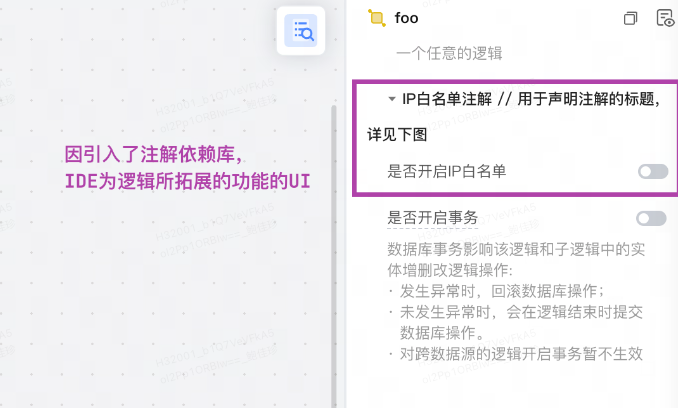 foo
一个任意的逻辑
IP白名单注解 // 用于声明注解的标题，
详见下图
是否开启IP白名单
因引入了注解依赖库，
IDE为逻辑所拓展的功能的UI
是否开启事务
数据库事务影响该逻辑和子逻辑中的实
体增删改逻辑操作:
· 发生异常时，回滚数据库操作；
· 未发生异常时，会在逻辑结束时提交
数据库操作。
· 对跨数据源的逻辑开启事务暂不生效